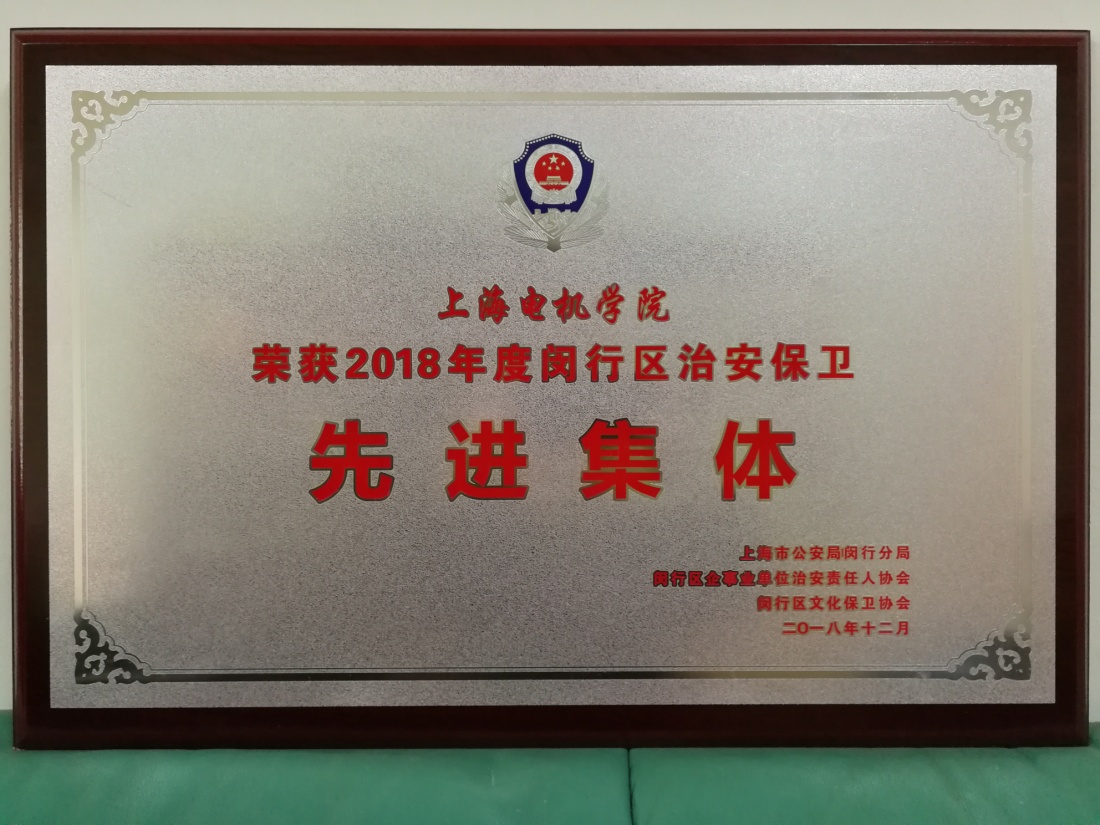 上海电机学院
荣获2018年度闵行区治安保卫
先进集体
上海市公安局闵行分局
闵行区企事业单位治安责任人协会
闵行区文化保卫协会
二〇一八年十二月